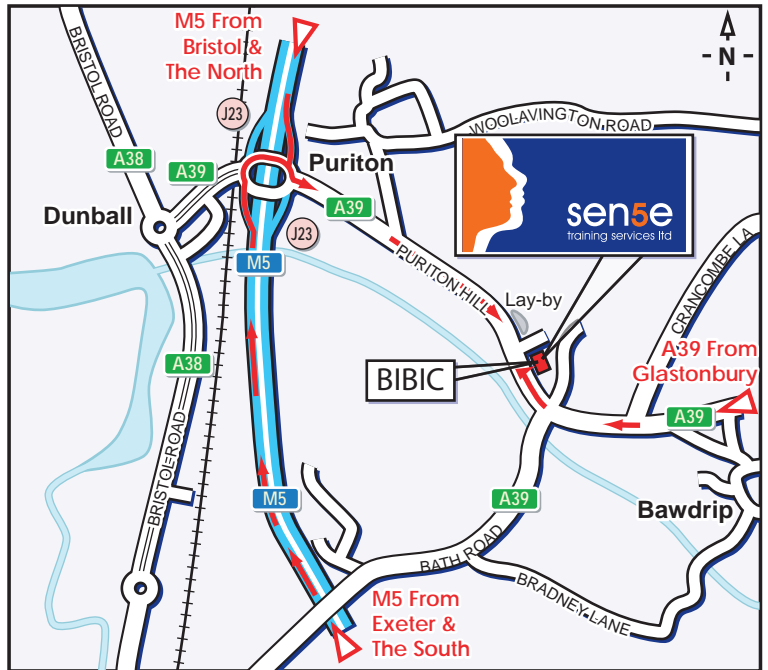 M5 From
Bristol &
The North
N
BRISTOL ROAD
J23
WOOLAVINGTON ROAD
A38
A39
Puriton
sen5e
training services ltd
Dunball
A39
J23
M5
PURITON HILL
Lay-by
CRANCOMBE LA
A38
BIBIC
A39 From
Glastonbury
A39
BRISTOL ROAD
M5
A39
Bawdrip
BATH ROAD
BRADNEY LANE
M5 From
Exeter &
The South